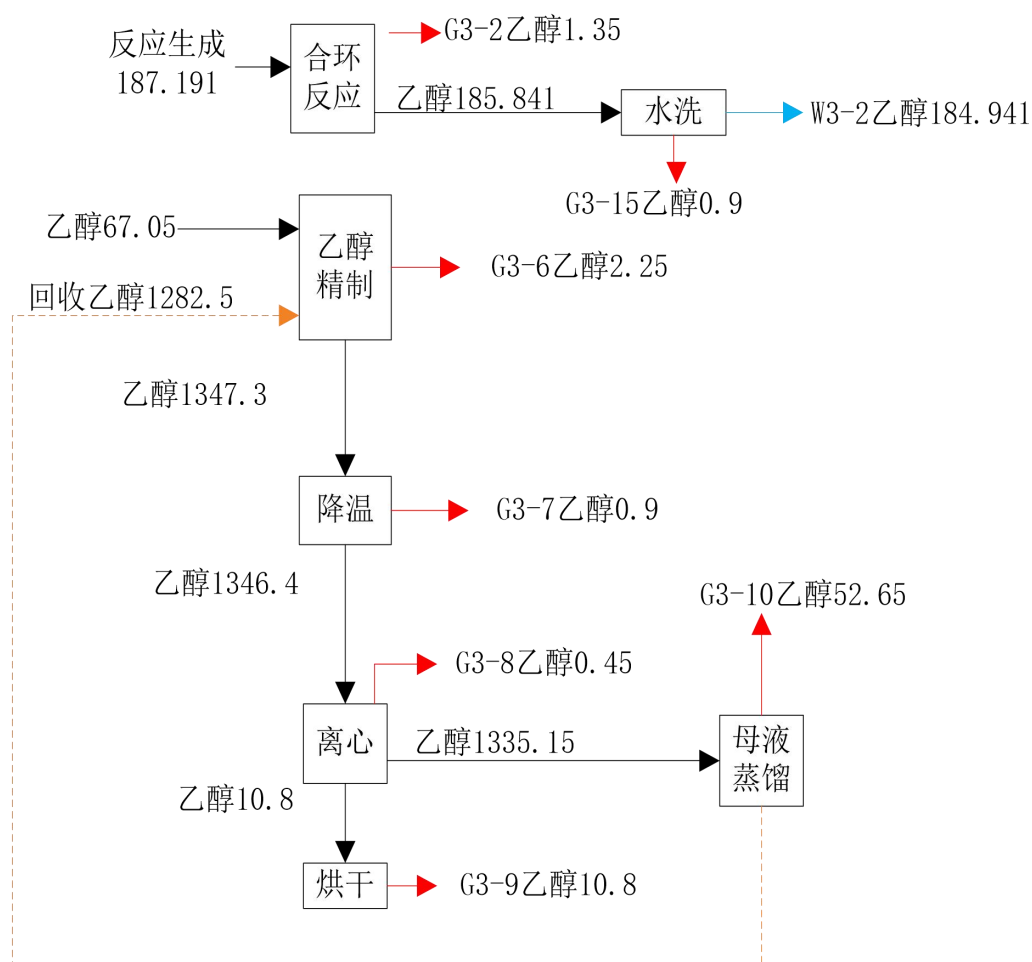 G3-2乙醇1.35
反应生成
187.191
合环
反应
乙醇185.841
水洗
W3-2乙醇184.941
G3-15乙醇0.9
乙醇67.05
乙醇
精制
G3-6乙醇2.25
回收乙醇1282.5
乙醇1347.3
降温
G3-7乙醇0.9
乙醇1346.4
G3-10乙醇52.65
G3-8乙醇0.45
离心
乙醇1335.15
母液
蒸馏
乙醇10.8
烘干
G3-9乙醇10.8